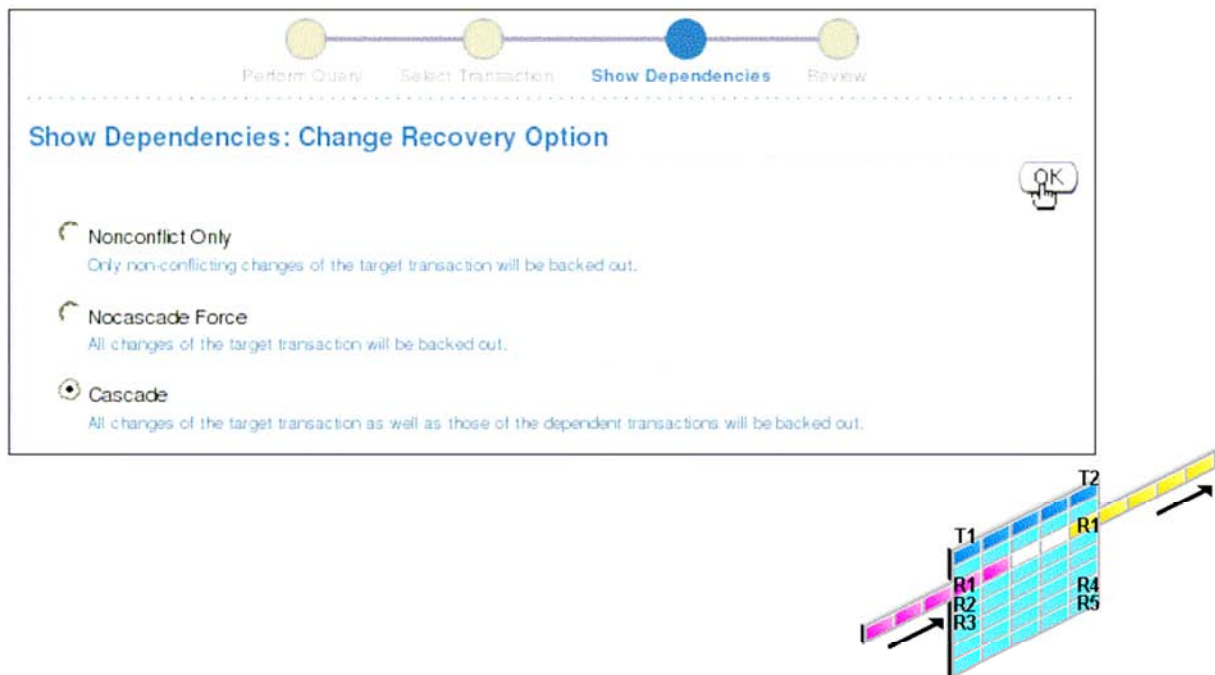 Perform Query Select Transaction Show Dependencies Review
Show Dependencies: Change Recovery Option
OK
Nonconflict Only
Only non-conflicting changes of the target transaction will be backed out.
Nocascade Force
All changes of the target transaction will be backed out.
Cascade
All changes of the target transaction as well as those of the dependent transactions will be backed out.
T2
T1
R1
R1
R2
R3
R4
R5